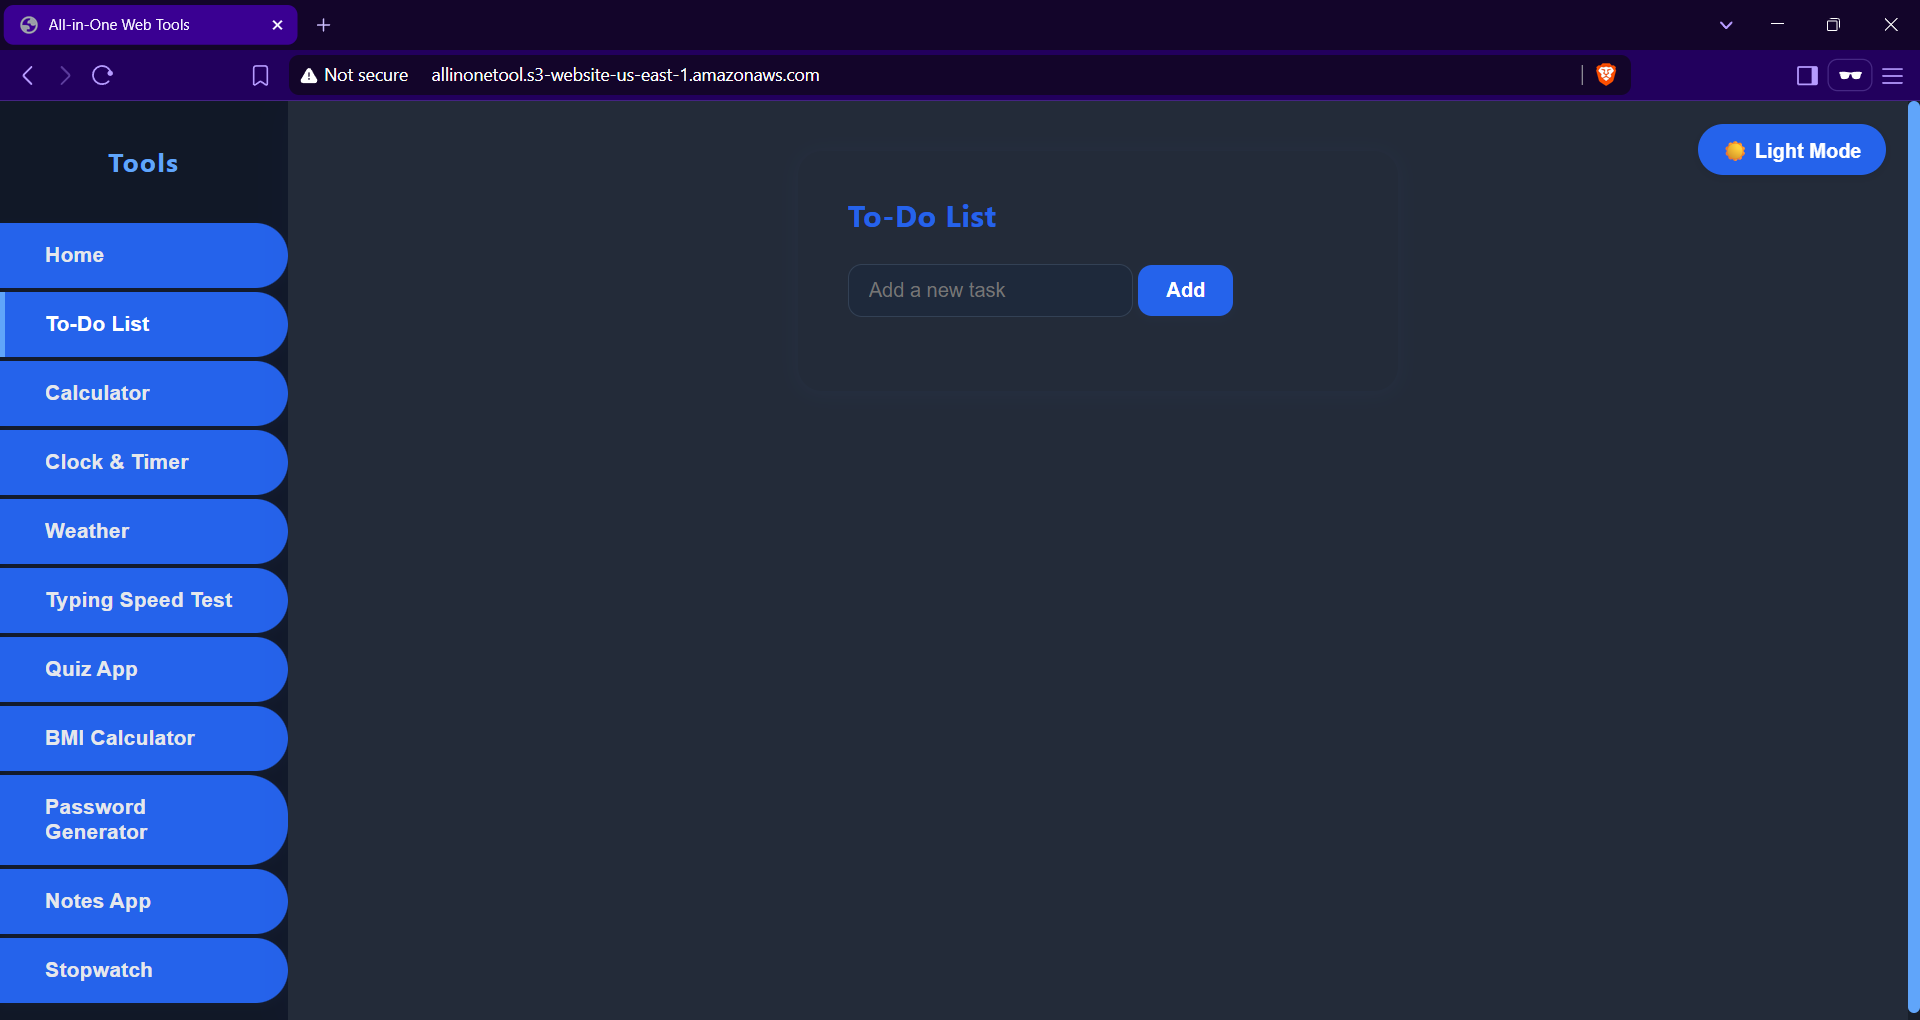 All-in-One Web Tools
Not secure allinonetool.s3-website-us-east-1.amazonaws.com
Tools
Home
To-Do List
Calculator
Clock & Timer
Weather
Typing Speed Test
Quiz App
BMI Calculator
Password
Generator
Notes App
Stopwatch
Light Mode
To-Do List
Add a new task
Add